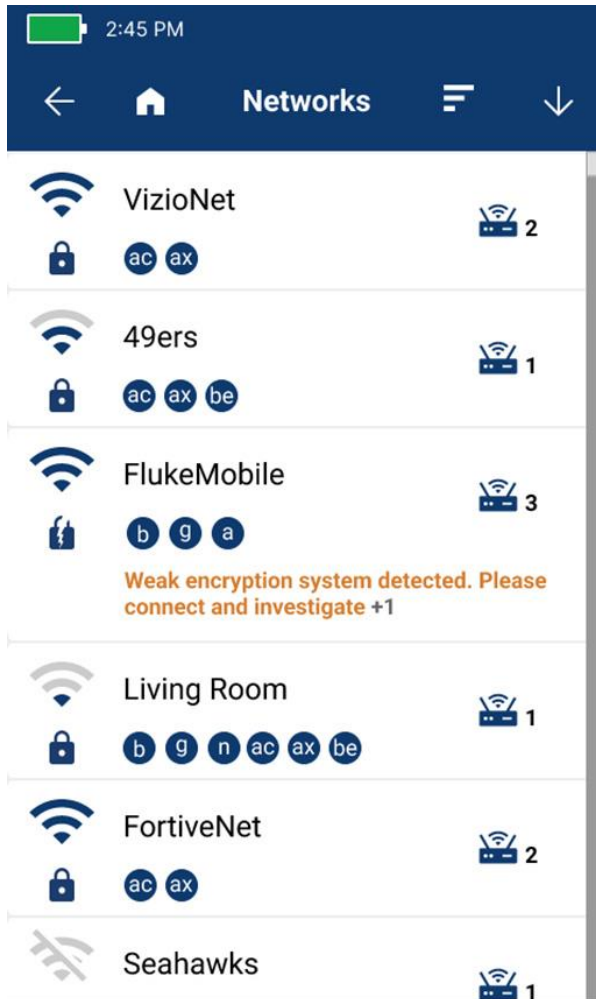 2:45 PM
Networks
VizioNet
2
ac ax
49ers
1
ac ax be
FlukeMobile
3
b g a
Weak encryption system detected. Please
connect and investigate +1
Living Room
1
b g n ac ax be
FortiveNet
2
ac ax
Seahawks
1